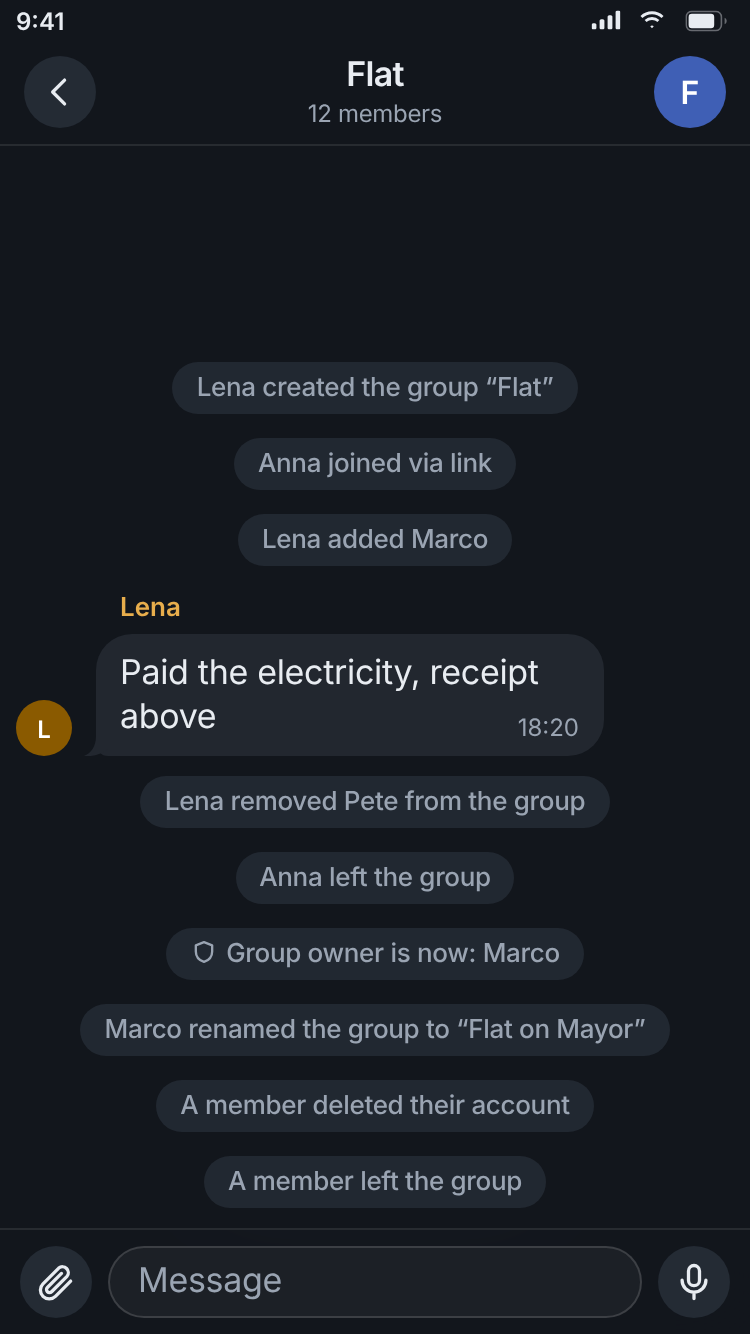 9:41
Flat
12 members
F
Lena created the group “Flat”
Anna joined via link
Lena added Marco
Lena
Paid the electricity, receipt
above
18:20
L
Lena removed Pete from the group
Anna left the group
Group owner is now: Marco
Marco renamed the group to “Flat on Mayor”
A member deleted their account
A member left the group
Message